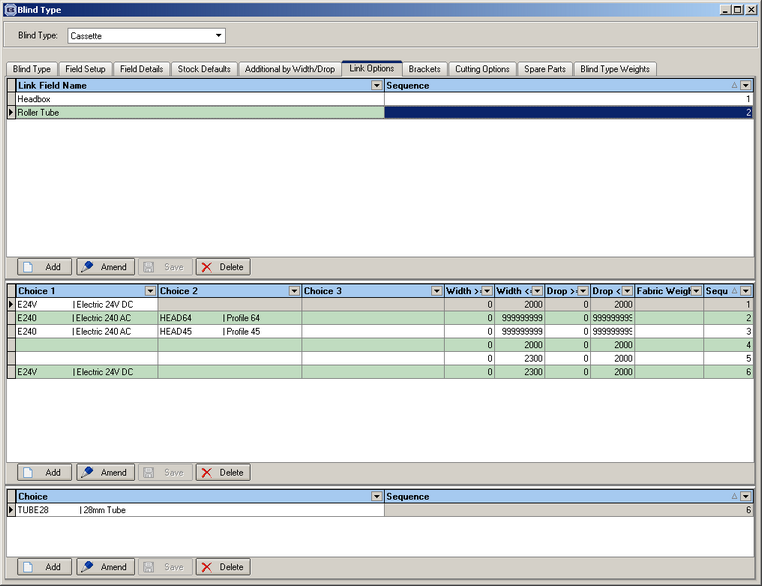 Blind Type
Blind Type: Cassette
Blind Type Field Setup Field Details Stock Defaults Additional by Width/Drop Link Options Brackets Cutting Options Spare Parts Blind Type Weights
Link Field Name Sequence
Headbox 1
Roller Tube 2
Add Amend Save Delete
Choice 1 Choice 2 Choice 3 Width > Width < Drop > Drop < Fabric Weigh Sequ
E24V | Electric 24V DC 0 2000 0 2000 1
E240 | Electric 240 AC HEAD64 | Profile 64 0 999999999 0 999999999 2
E240 | Electric 240 AC HEAD45 | Profile 45 0 999999999 0 999999999 3
0 2000 0 2000 4
0 2300 0 2000 5
E24V | Electric 24V DC 0 2300 0 2000 6
Add Amend Save Delete
Choice Sequence
TUBE28 | 28mm Tube 6
Add Amend Save Delete